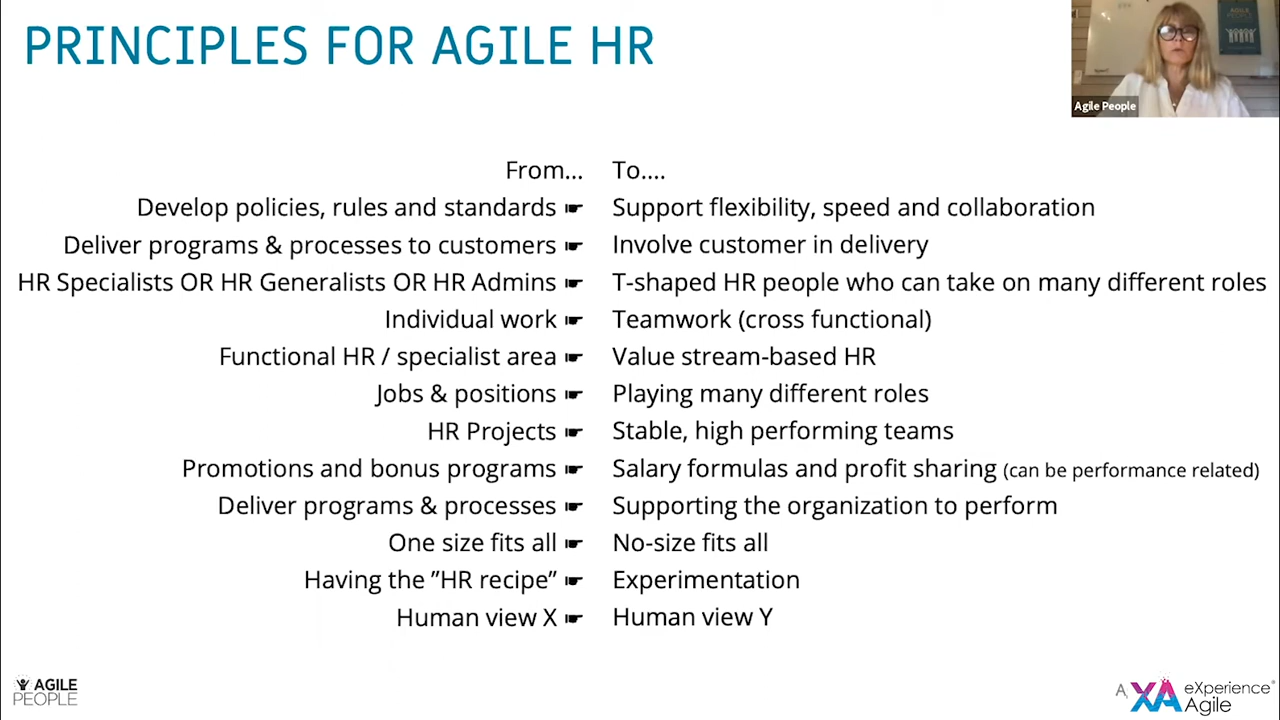 PRINCIPLES FOR AGILE HR
AGILE
PEOPLE
Agile People
From... To....
Develop policies, rules and standards ☛ Support flexibility, speed and collaboration
Deliver programs & processes to customers ☛ Involve customer in delivery
HR Specialists OR HR Generalists OR HR Admins ☛ T-shaped HR people who can take on many different roles
Individual work ☛ Teamwork (cross functional)
Functional HR / specialist area ☛ Value stream-based HR
Jobs & positions ☛ Playing many different roles
HR Projects ☛ Stable, high performing teams
Promotions and bonus programs ☛ Salary formulas and profit sharing (can be performance related)
Deliver programs & processes ☛ Supporting the organization to perform
One size fits all ☛ No-size fits all
Having the ”HR recipe” ☛ Experimentation
Human view X ☛ Human view Y
AGILE
PEOPLE
XA eXperience®
Agile